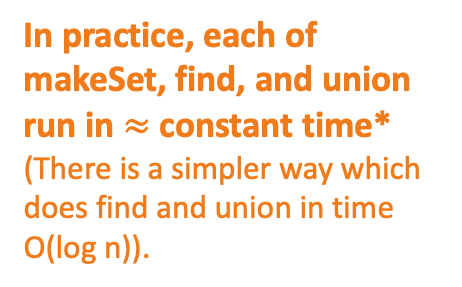 In practice, each of
makeSet, find, and union
run in ≈ constant time*
(There is a simpler way which
does find and union in time
O(log n)).